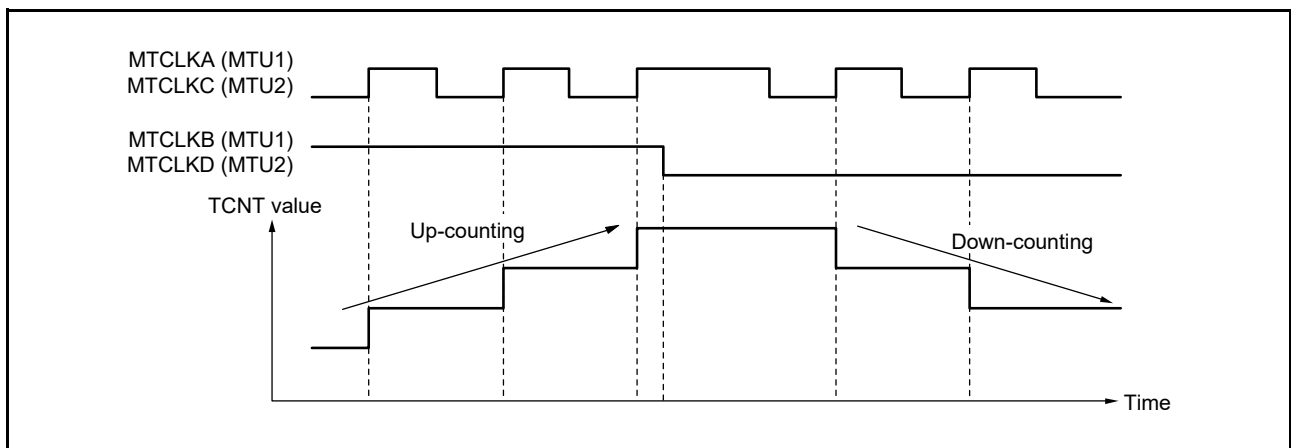 MTCLKA (MTU1)
MTCLKC (MTU2)
MTCLKB (MTU1)
MTCLKD (MTU2)
TCNT value
Up-counting
Down-counting
Time